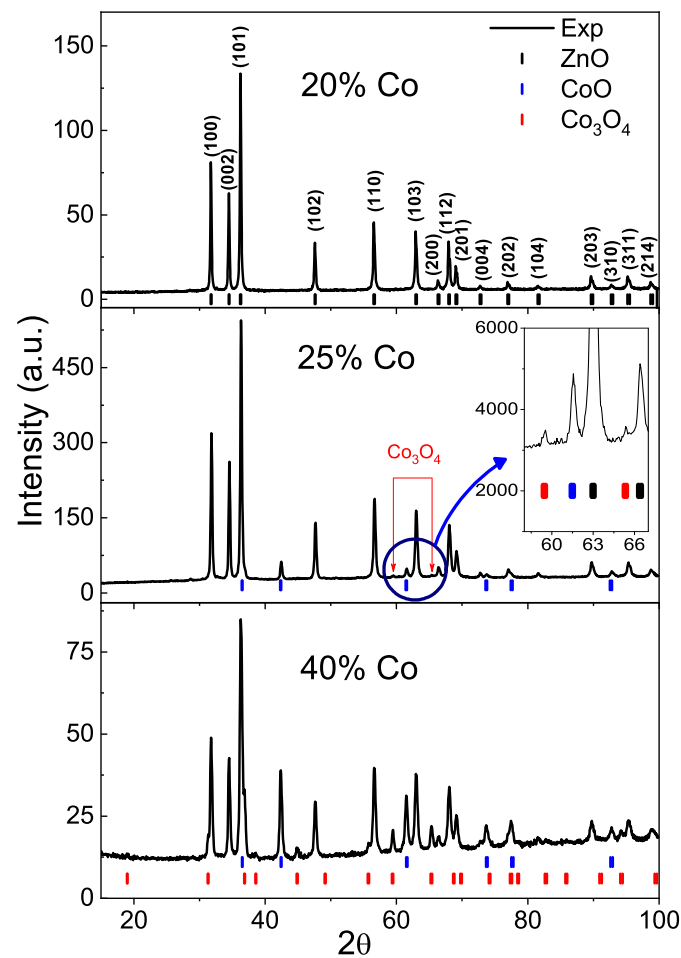 Intensity (a.u.)
150
100
50
0
20% Co
Exp
ZnO
CoO
Co₃O₄
(100)
(002)
(101)
(102)
(110)
(103)
(200)
(112)
(201)
(004)
(202)
(104)
(203)
(310)
(311)
(214)
450
300
150
0
25% Co
Co₃O₄
6000
4000
2000
60 63 66
75
50
25
0
40% Co
20 40 60 80 100
2θ